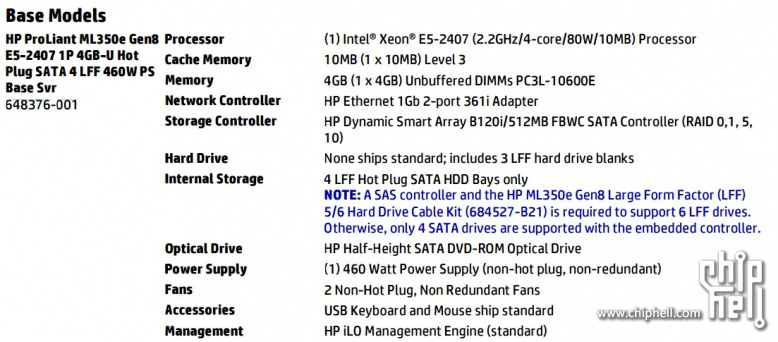 Base Models
HP ProLiant ML350e Gen8 Processor (1) Intel® Xeon® E5-2407 (2.2GHz/4-core/80W/10MB) Processor
E5-2407 1P 4GB-U Hot Cache Memory 10MB (1 x 10MB) Level 3
Plug SATA 4 LFF 460W PS Memory 4GB (1 x 4GB) Unbuffered DIMMs PC3L-10600E
Base Svr
648376-001 Network Controller HP Ethernet 1Gb 2-port 361i Adapter
Storage Controller HP Dynamic Smart Array B120i/512MB FBWC SATA Controller (RAID 0,1, 5,
10)
Hard Drive None ships standard; includes 3 LFF hard drive blanks
Internal Storage 4 LFF Hot Plug SATA HDD Bays only
NOTE: A SAS controller and the HP ML350e Gen8 Large Form Factor (LFF)
5/6 Hard Drive Cable Kit (684527-B21) is required to support 6 LFF drives.
Otherwise, only 4 SATA drives are supported with the embedded controller.
Optical Drive HP Half-Height SATA DVD-ROM Optical Drive
Power Supply (1) 460 Watt Power Supply (non-hot plug, non-redundant)
Fans 2 Non-Hot Plug, Non Redundant Fans
Accessories USB Keyboard and Mouse ship standard
Management HP iLO Management Engine (standard)
chip
hell
www.chiphell.com